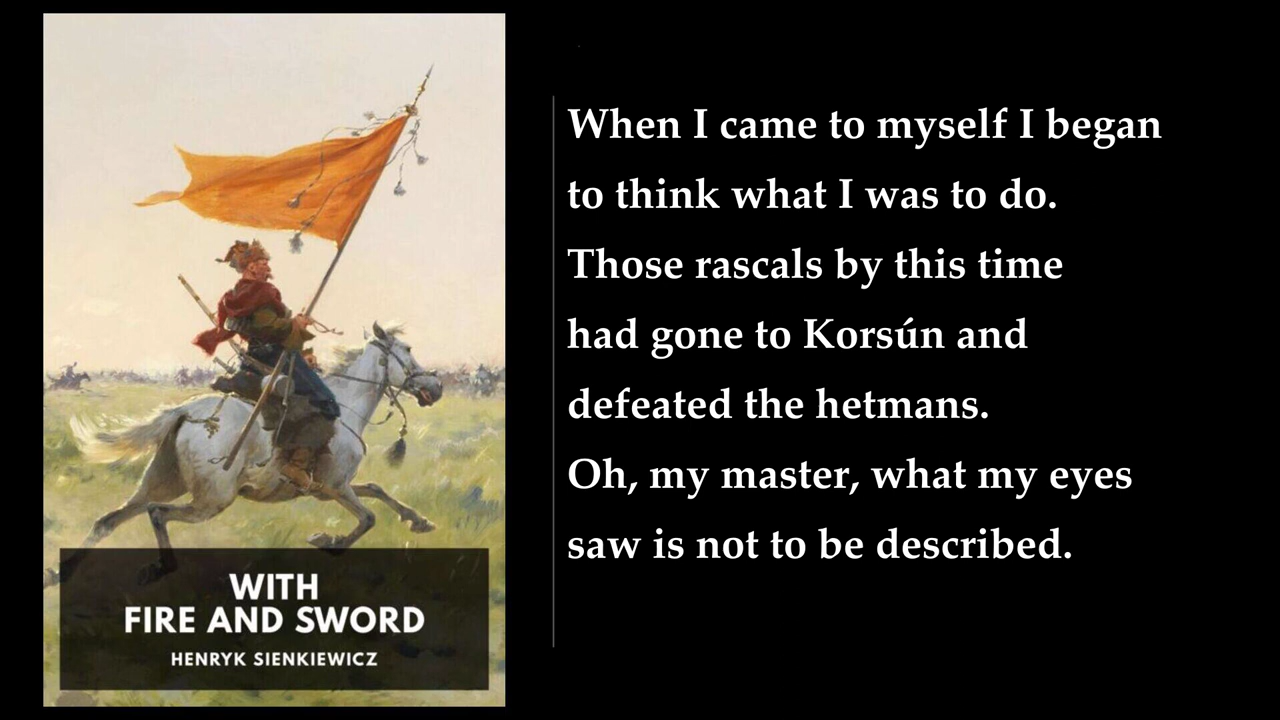 When I came to myself I began
to think what I was to do.
Those rascals by this time
had gone to Korsún and
defeated the hetmans.
Oh, my master, what my eyes
saw is not to be described.
WITH
FIRE AND SWORD
HENRYK SIENKIEWICZ